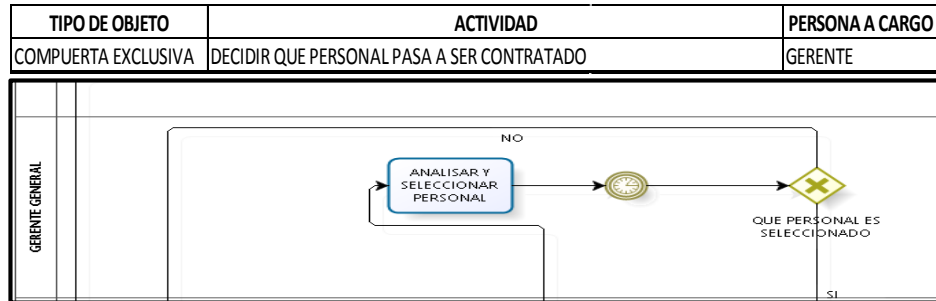 TIPO DE OBJETO ACTIVIDAD PERSONA A CARGO
COMPUERTA EXCLUSIVA DECIDIR QUE PERSONAL PASA A SER CONTRATADO GERENTE
NO
GERENTE GENERAL
ANALISAR Y
SELECCIONAR
PERSONAL
QUE PERSONAL ES
SELECCIONADO
SI